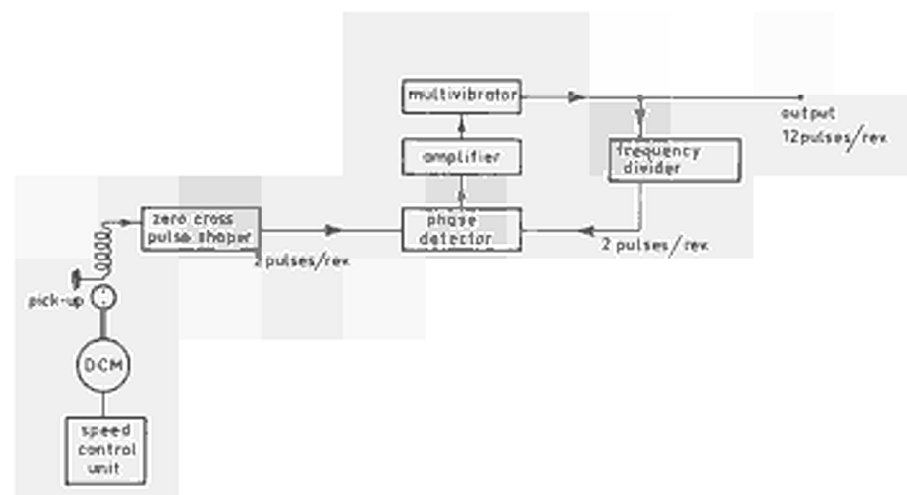 multivibrator
output
12pulses/rev
amplifier
frequency
divider
zero cross
pulse shaper
phase
detector
2 pulses/rev
2 pulses/rev
pick-up
DCM
speed
control
unit